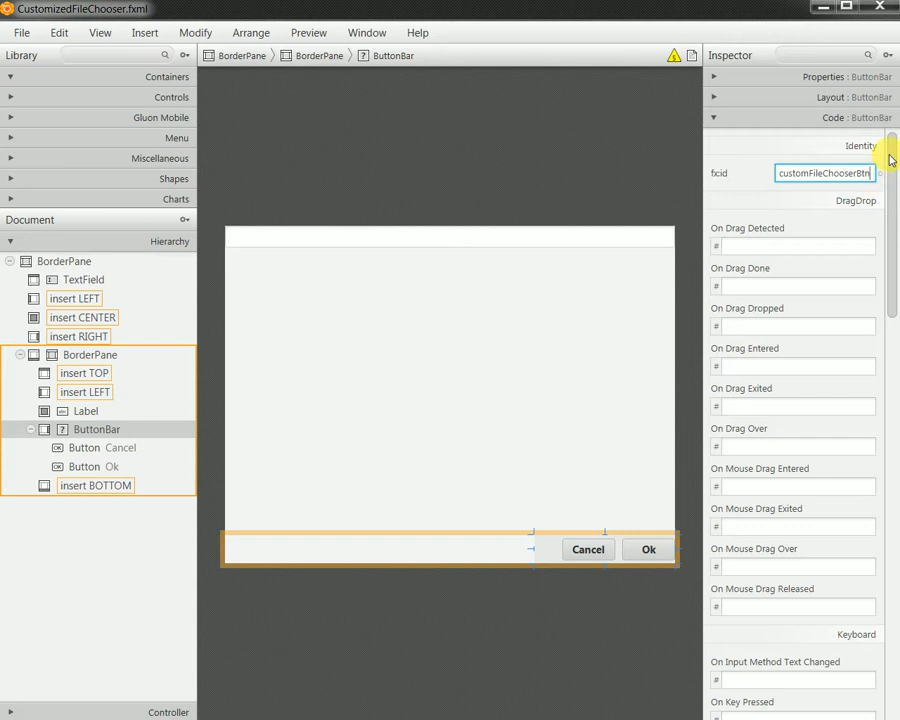 CustomizedFileChooser.fxml
File Edit View Insert Modify Arrange Preview Window Help
Library
Containers
Controls
Gluon Mobile
Menu
Miscellaneous
Shapes
Charts
Document
Hierarchy
BorderPane
TextField
insert LEFT
insert CENTER
insert RIGHT
BorderPane
insert TOP
insert LEFT
abc Label
? ButtonBar
OK Button Cancel
OK Button Ok
insert BOTTOM
Controller
BorderPane BorderPane ? ButtonBar
Cancel Ok
Inspector
Properties : ButtonBar
Layout : ButtonBar
Code : ButtonBar
Identity
fx:id customFileChooserBtn
DragDrop
On Drag Detected
#
On Drag Done
#
On Drag Dropped
#
On Drag Entered
#
On Drag Exited
#
On Drag Over
#
On Mouse Drag Entered
#
On Mouse Drag Exited
#
On Mouse Drag Over
#
On Mouse Drag Released
#
Keyboard
On Input Method Text Changed
#
On Key Pressed
#